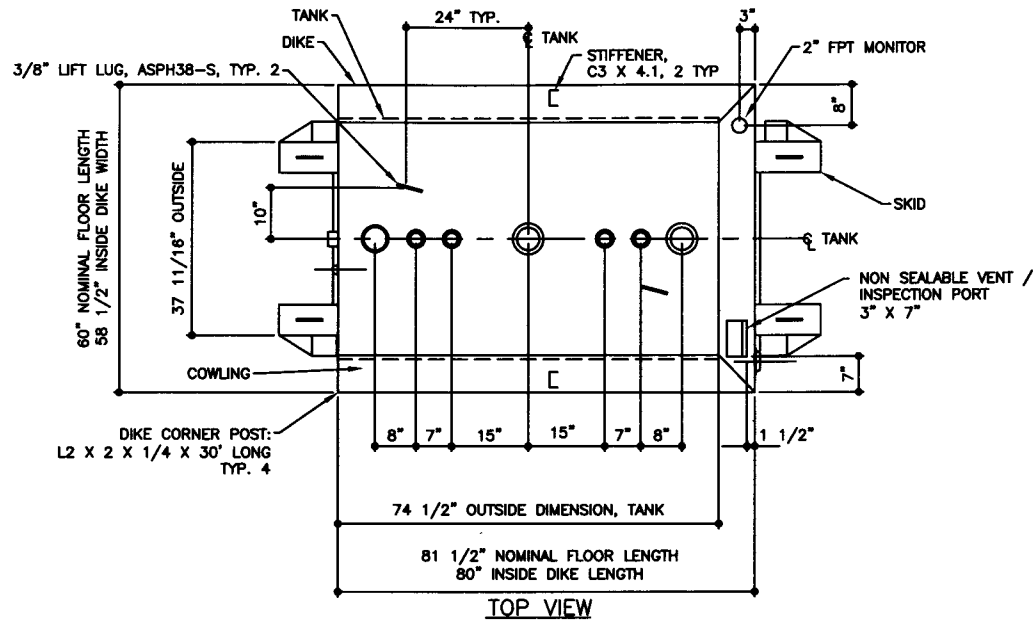 TANK
DIKE
24" TYP.
℄ TANK
STIFFENER,
C3 X 4.1, 2 TYP
3"
2" FPT MONITOR
3/8" LIFT LUG, ASPH38-S, TYP. 2
8"
60" NOMINAL FLOOR LENGTH
58 1/2" INSIDE DIKE WIDTH
37 11/16" OUTSIDE
10"
SKID
℄ TANK
NON SEALABLE VENT /
INSPECTION PORT
3" X 7"
COWLING
7"
DIKE CORNER POST:
L2 X 2 X 1/4 X 30' LONG
TYP. 4
8"
7"
15"
15"
7"
8"
1 1/2"
74 1/2" OUTSIDE DIMENSION, TANK
81 1/2" NOMINAL FLOOR LENGTH
80" INSIDE DIKE LENGTH
TOP VIEW